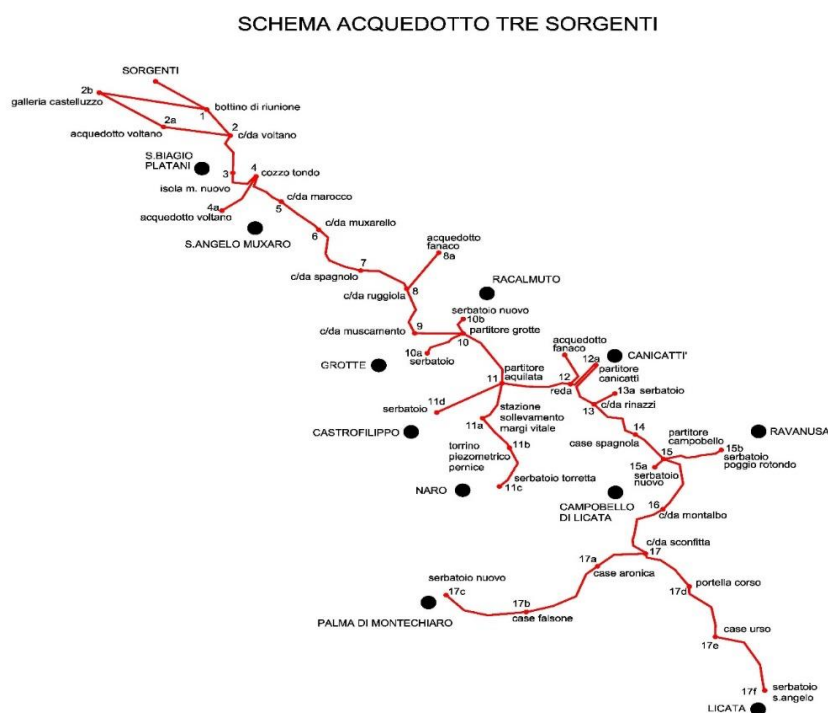 SCHEMA ACQUEDOTTO TRE SORGENTI
SORGENTI
2b
galleria castelluzzo
bottino di riunione
1
2a
acquedotto voltano
2
c/da voltano
S.BIAGIO
PLATANI
3
isola m. nuovo
4
cozzo tondo
4a
acquedotto voltano
c/da marocco
5
S.ANGELO MUXARO
c/da muxarello
6
7
c/da spagnolo
acquedotto
fanaco
8a
8
c/da ruggiola
RACALMUTO
serbatoio nuovo
10b
9
c/da muscamento
partitore grotte
10
10a
serbatoio
GROTTE
acquedotto
fanaco
12a
CANICATTI'
partitore
canicattì
partitore
aquilata
11
12
reda
13a serbatoio
c/da rinazzi
13
11d
serbatoio
CASTROFILIPPO
stazione
sollevamento
margi vitale
11a
14
case spagnola
partitore
campobello
RAVANUSA
11b
torrino
piezometrico
pernice
15
15b
serbatoio
poggio rotondo
15a
serbatoio
nuovo
serbatoio torretta
11c
NARO
CAMPOBELLO
DI LICATA
16
c/da montalbo
c/da sconfitta
17
17a
case aronica
serbatoio nuovo
17c
portella corso
17d
17b
case falsone
PALMA DI MONTECHIARO
case urso
17e
17f
serbatoio
s.angelo
LICATA